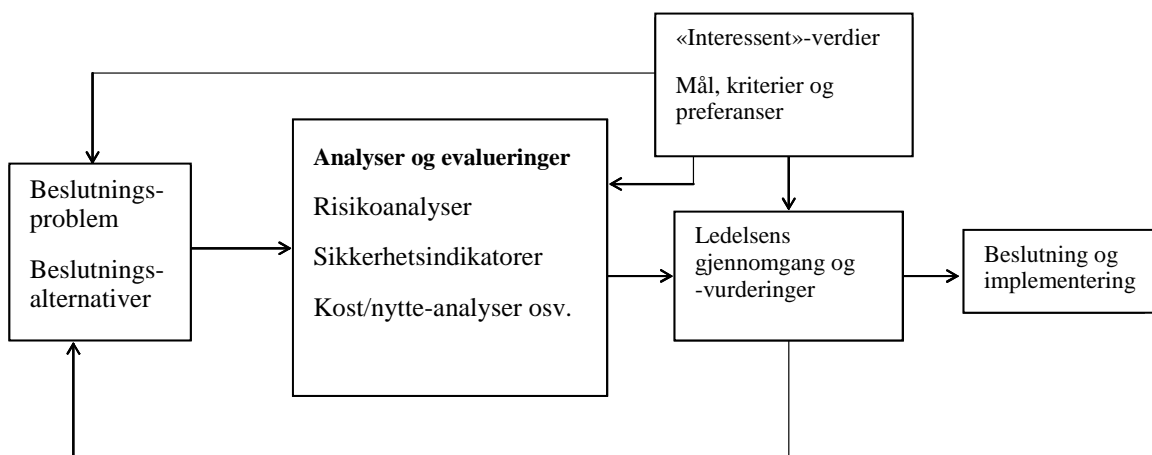 «Interessent»-verdier
Mål, kriterier og
preferanser
Beslutnings-
problem
Beslutnings-
alternativer
Analyser og evalueringer
Risikoanalyser
Sikkerhetsindikatorer
Kost/nytte-analyser osv.
Ledelsens
gjennomgang og
-vurderinger
Beslutning og
implementering